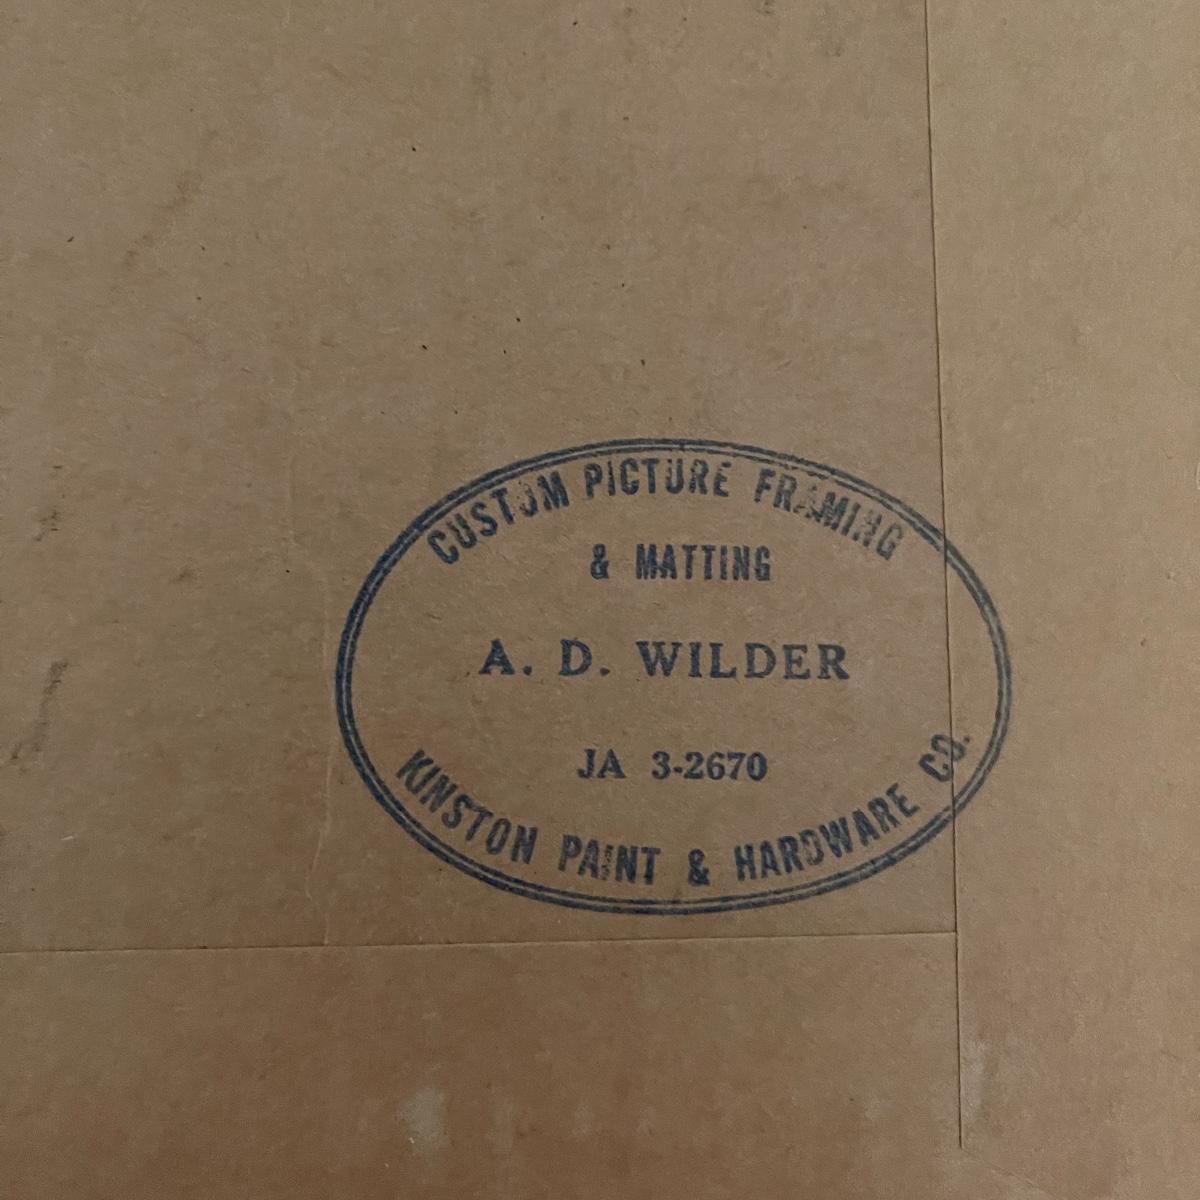 CUSTOM PICTURE FRAMING
& MATTING
A. D. WILDER
JA 3-2670
KINSTON PAINT & HARDWARE CO.